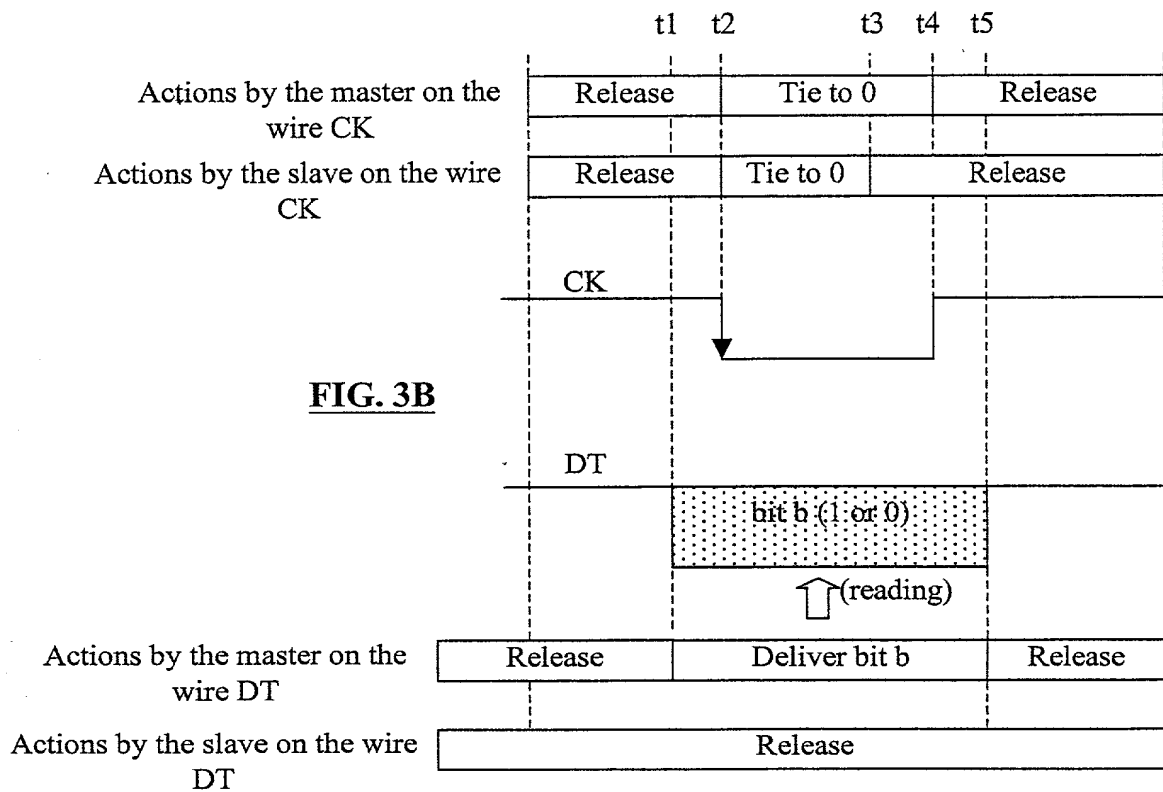 t1 t2 t3 t4 t5
Actions by the master on the
wire CK
Release Tie to 0 Release
Actions by the slave on the wire
CK
Release Tie to 0 Release
CK
FIG. 3B
DT
bit b (1 or 0)
(reading)
Actions by the master on the
wire DT
Release Deliver bit b Release
Actions by the slave on the wire
DT
Release